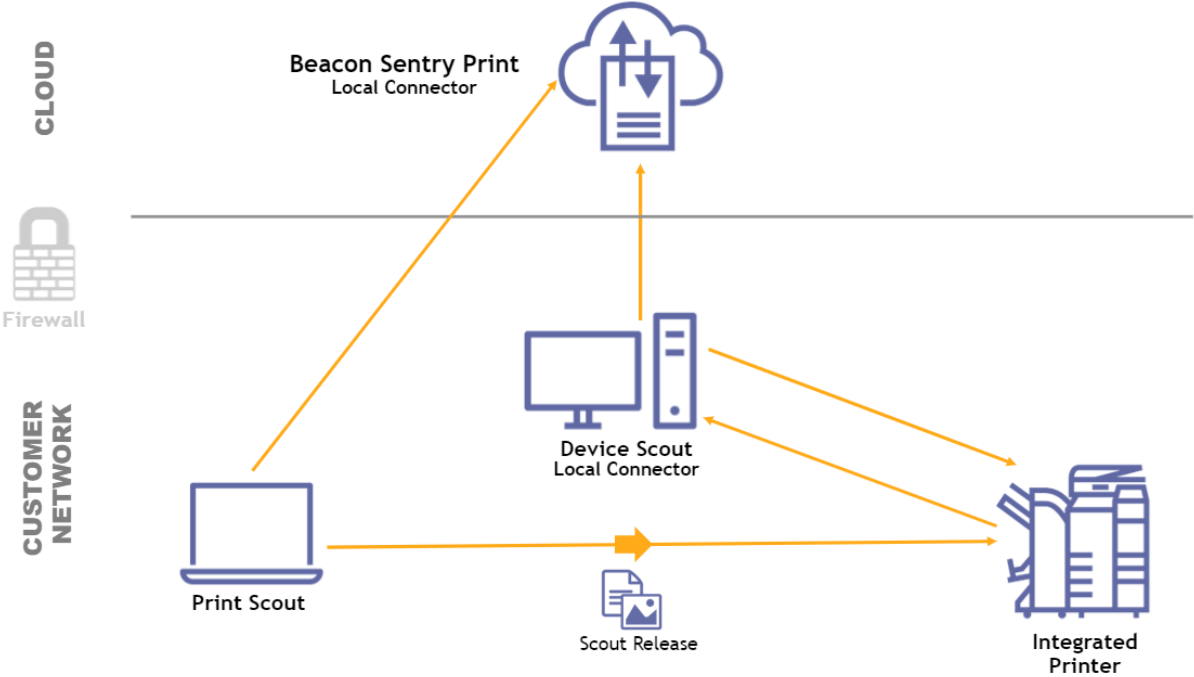 CLOUD
Beacon Sentry Print
Local Connector
Firewall
CUSTOMER
NETWORK
Device Scout
Local Connector
Print Scout
Scout Release
Integrated
Printer